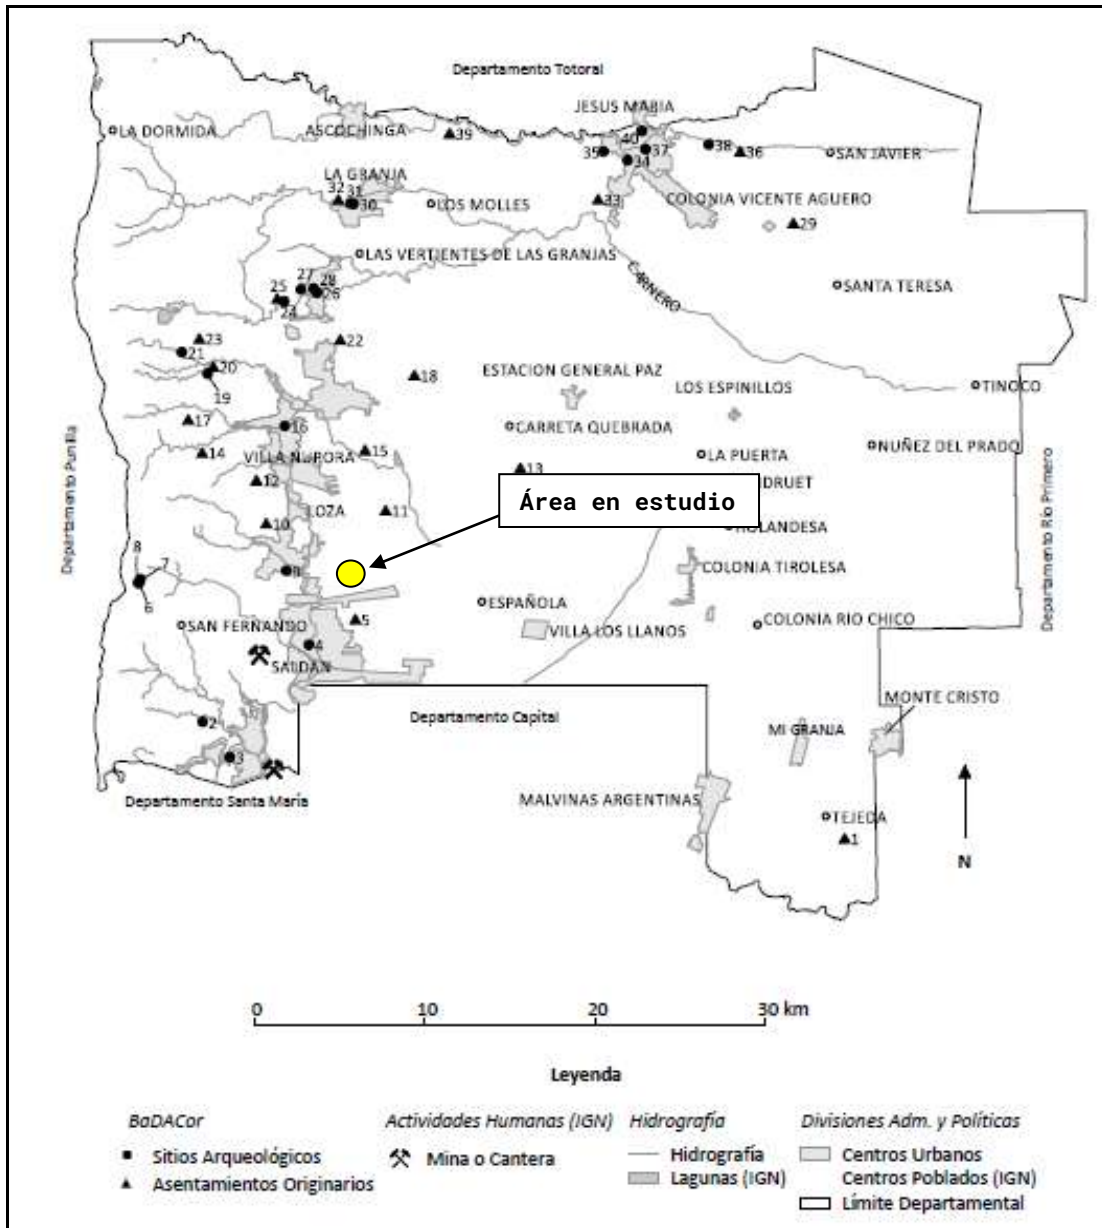 Departamento Totoral
JESUS MARIA
LA DORMIDA
ASCOCHINGA
39
40
35
37
38
36
SAN JAVIER
34
LA GRANJA
32
31
30
LOS MOLLES
33
COLONIA VICENTE AGUERO
29
LAS VERTIENTES DE LAS GRANJAS
27
28
25
26
24
CARNERO
SANTA TERESA
23
22
21
20
19
18
ESTACION GENERAL PAZ
LOS ESPINILLOS
TINOCO
17
16
CARRETA QUEBRADA
NUÑEZ DEL PRADO
14
VILLA
15
LA PUERTA
13
12
DRUET
Área en estudio
11
LOZA
10
COLONIA TIROLESA
8
7
6
Departamento Punilla
Departamento Río Primero
ESPAÑOLA
5
SAN FERNANDO
VILLA LOS LLANOS
COLONIA RIO CHICO
4
SALDAN
MONTE CRISTO
2
Departamento Capital
MI GRANJA
3
Departamento Santa María
MALVINAS ARGENTINAS
TEJEDA
1
N
0 10 20 30 km
Leyenda
BaDACor
Sitios Arqueológicos
Asentamientos Originarios
Actividades Humanas (IGN)
Mina o Cantera
Hidrografía
Hidrografía
Lagunas (IGN)
Divisiones Adm. y Políticas
Centros Urbanos
Centros Poblados (IGN)
Límite Departamental